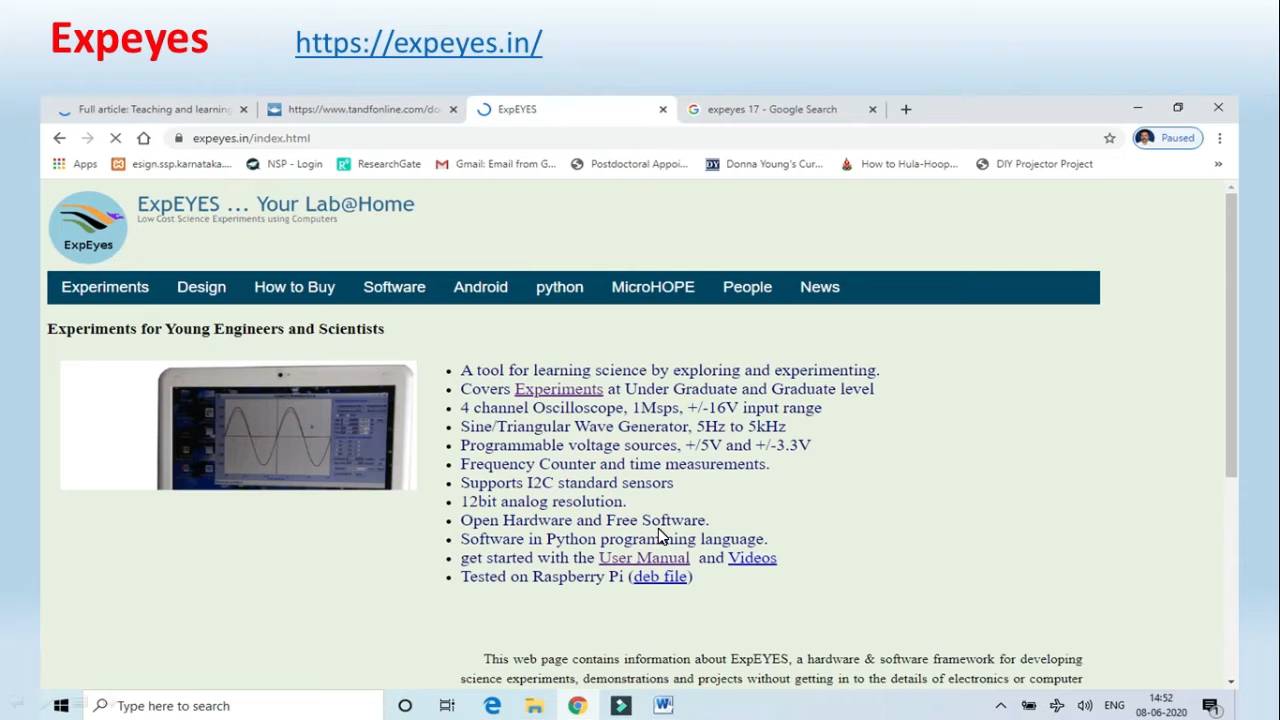 Expeyes https://expeyes.in/
Full article: Teaching and learning https://www.tandfonline.com/do ExpEYES expeyes 17 - Google Search
expeyes.in/index.html Paused
Apps esign.ssp.karnataka.... NSP - Login ResearchGate Gmail: Email from G... Postdoctoral Appoi... Donna Young's Cur... How to Hula-Hoop... DIY Projector Project
ExpEYES ... Your Lab@Home
Low Cost Science Experiments using Computers
ExpEyes
Experiments Design How to Buy Software Android python MicroHOPE People News
Experiments for Young Engineers and Scientists
A tool for learning science by exploring and experimenting.
Covers Experiments at Under Graduate and Graduate level
4 channel Oscilloscope, 1Msps, +/-16V input range
Sine/Triangular Wave Generator, 5Hz to 5kHz
Programmable voltage sources, +/5V and +/-3.3V
Frequency Counter and time measurements.
Supports I2C standard sensors
12bit analog resolution.
Open Hardware and Free Software.
Software in Python programming language.
get started with the User Manual and Videos
Tested on Raspberry Pi (deb file)
This web page contains information about ExpEYES, a hardware & software framework for developing
science experiments, demonstrations and projects without getting in to the details of electronics or computer
Type here to search ENG 14:52
08-06-2020